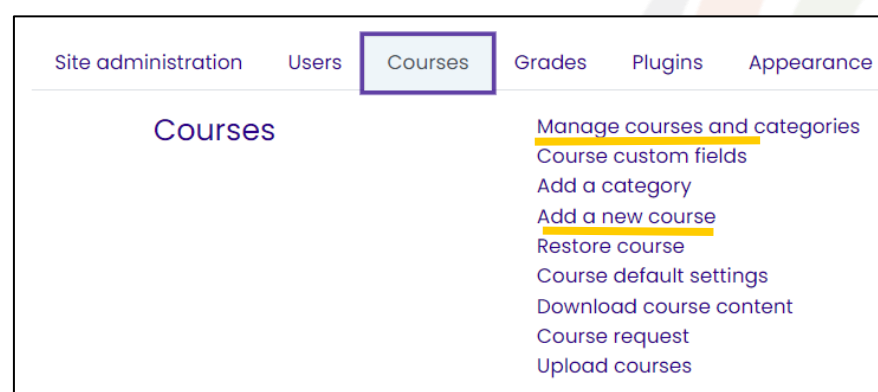 Site administration Users Courses Grades Plugins Appearance
Courses
Manage courses and categories
Course custom fields
Add a category
Add a new course
Restore course
Course default settings
Download course content
Course request
Upload courses